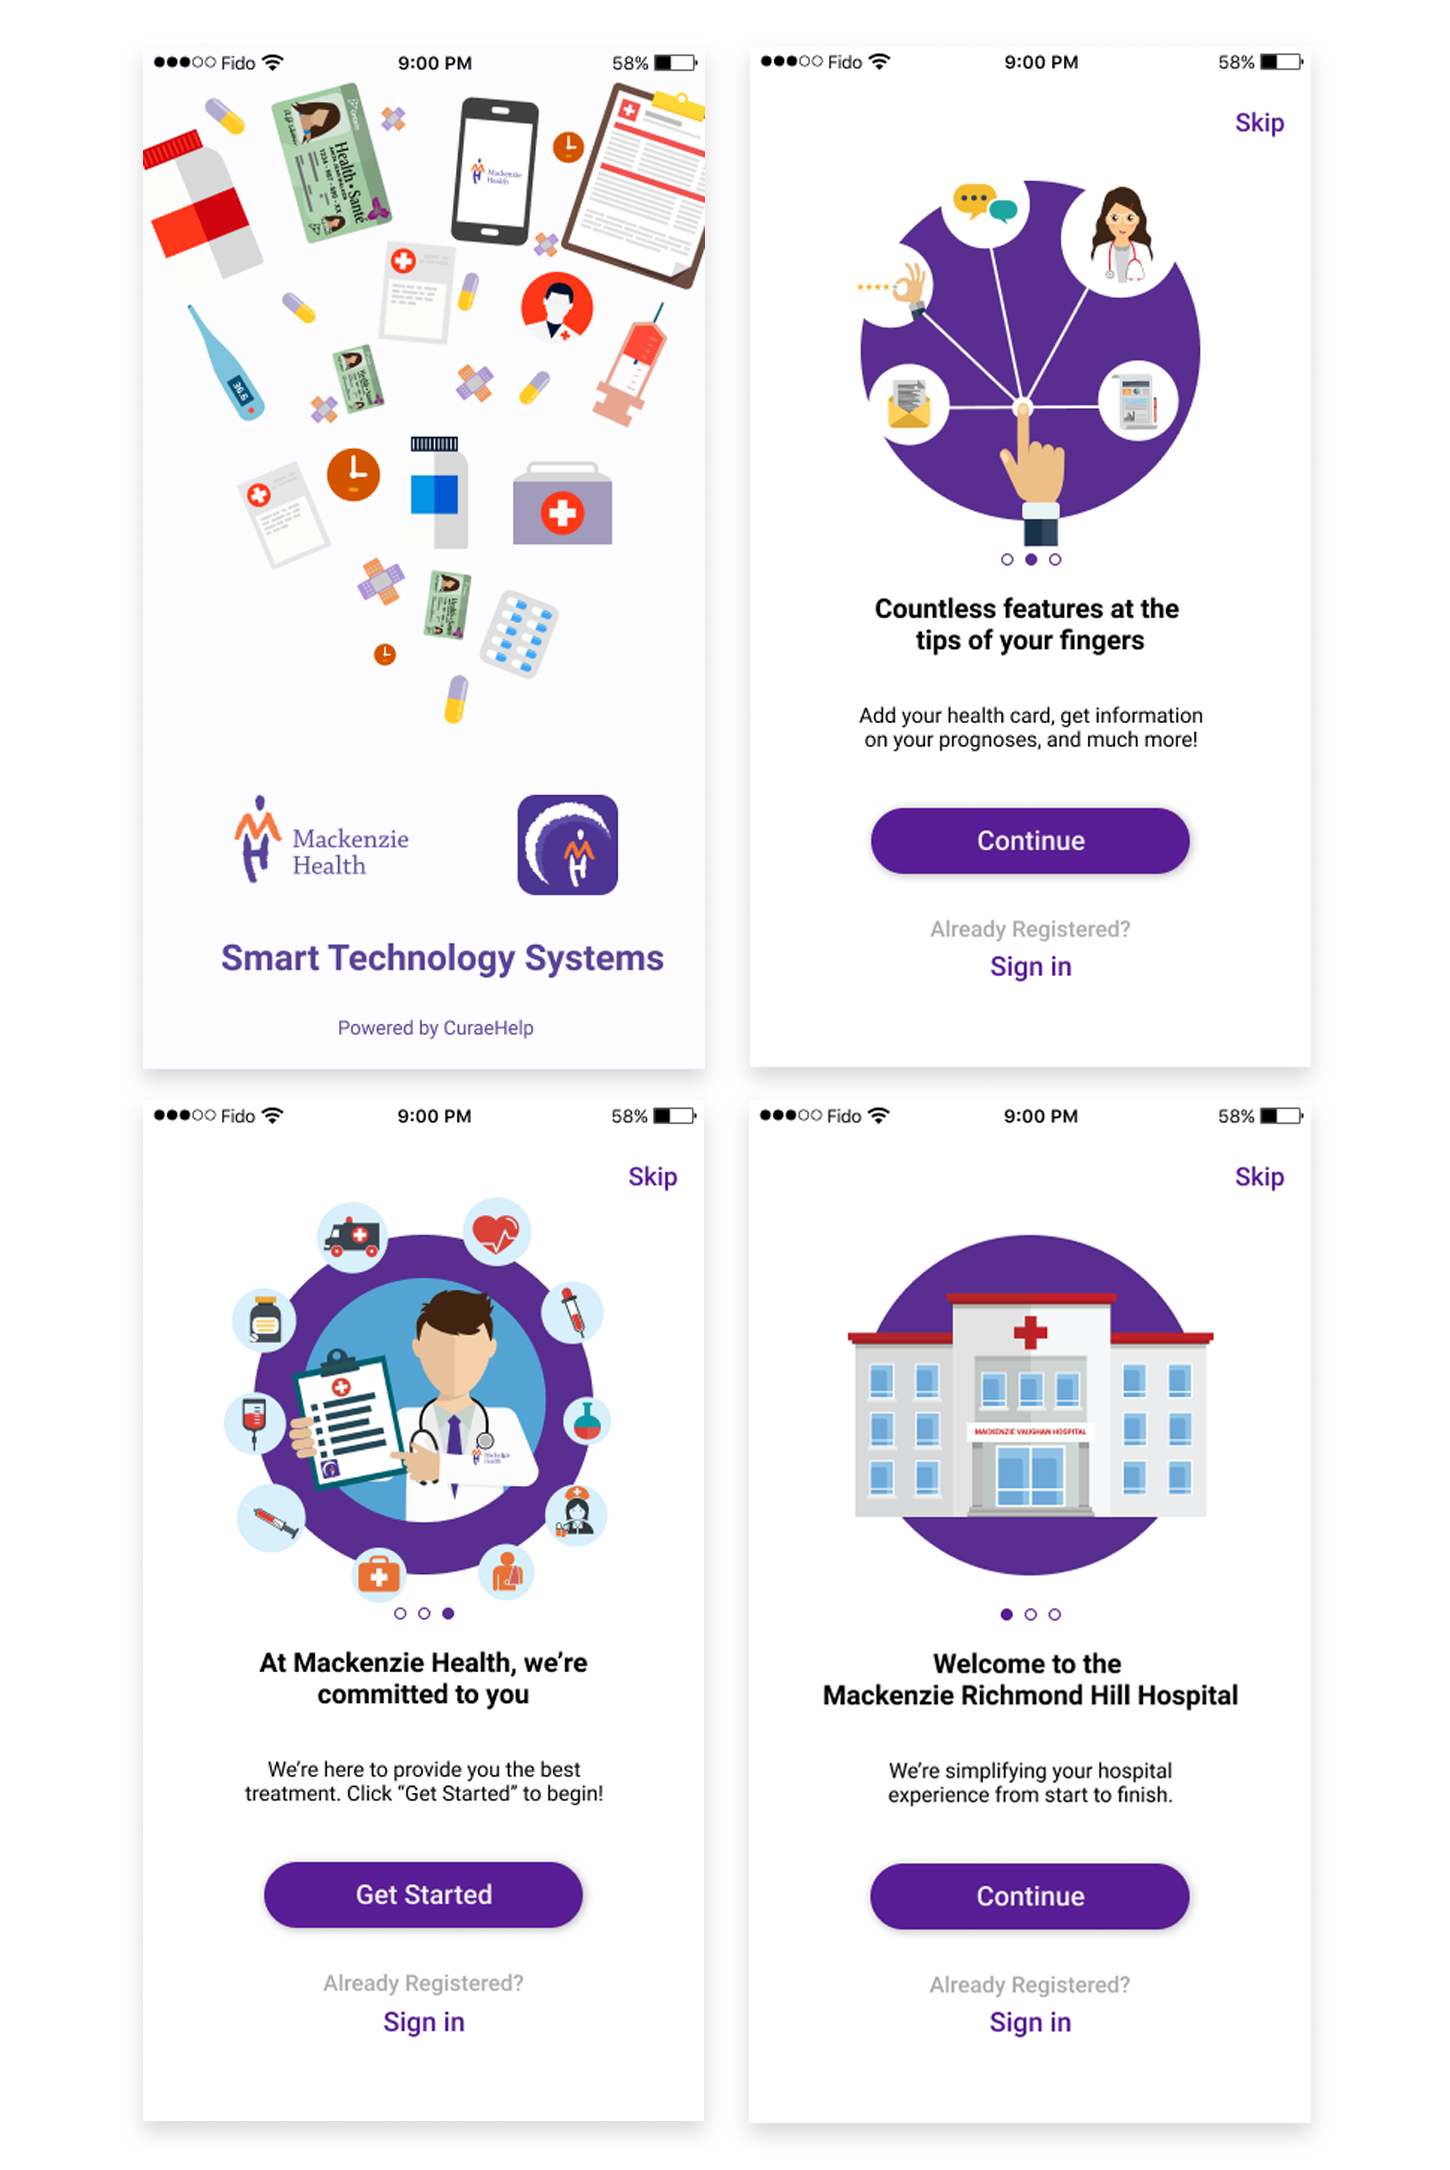 Fido
9:00 PM
58%
Health • Santé
Mackenzie
Health
36.6
Mackenzie
Health
Smart Technology Systems
Powered by CuraeHelp
Fido
9:00 PM
58%
Skip
Countless features at the
tips of your fingers
Add your health card, get information
on your prognoses, and much more!
Continue
Already Registered?
Sign in
Fido
9:00 PM
58%
Skip
Mackenzie
Health
At Mackenzie Health, we’re
committed to you
We’re here to provide you the best
treatment. Click “Get Started” to begin!
Get Started
Already Registered?
Sign in
Fido
9:00 PM
58%
Skip
MACKENZIE VAUGHAN HOSPITAL
Welcome to the
Mackenzie Richmond Hill Hospital
We’re simplifying your hospital
experience from start to finish.
Continue
Already Registered?
Sign in